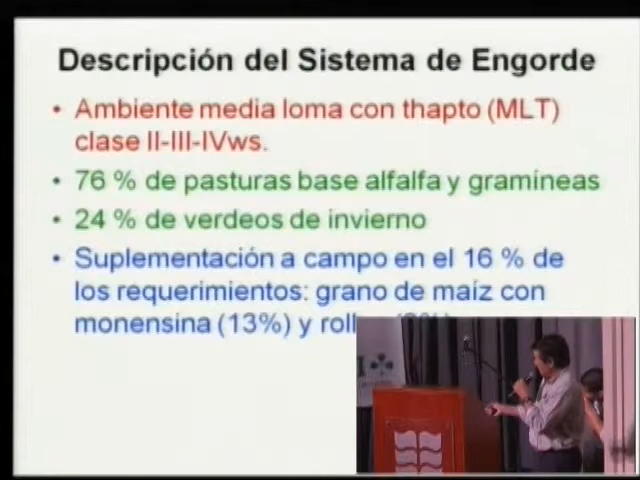 Descripción del Sistema de Engorde
• Ambiente media loma con thapto (MLT)
clase II-III-IVws.
• 76 % de pasturas base alfalfa y gramíneas
• 24 % de verdeos de invierno
• Suplementación a campo en el 16 % de
los requerimientos: grano de maíz con
monensina (13%) y